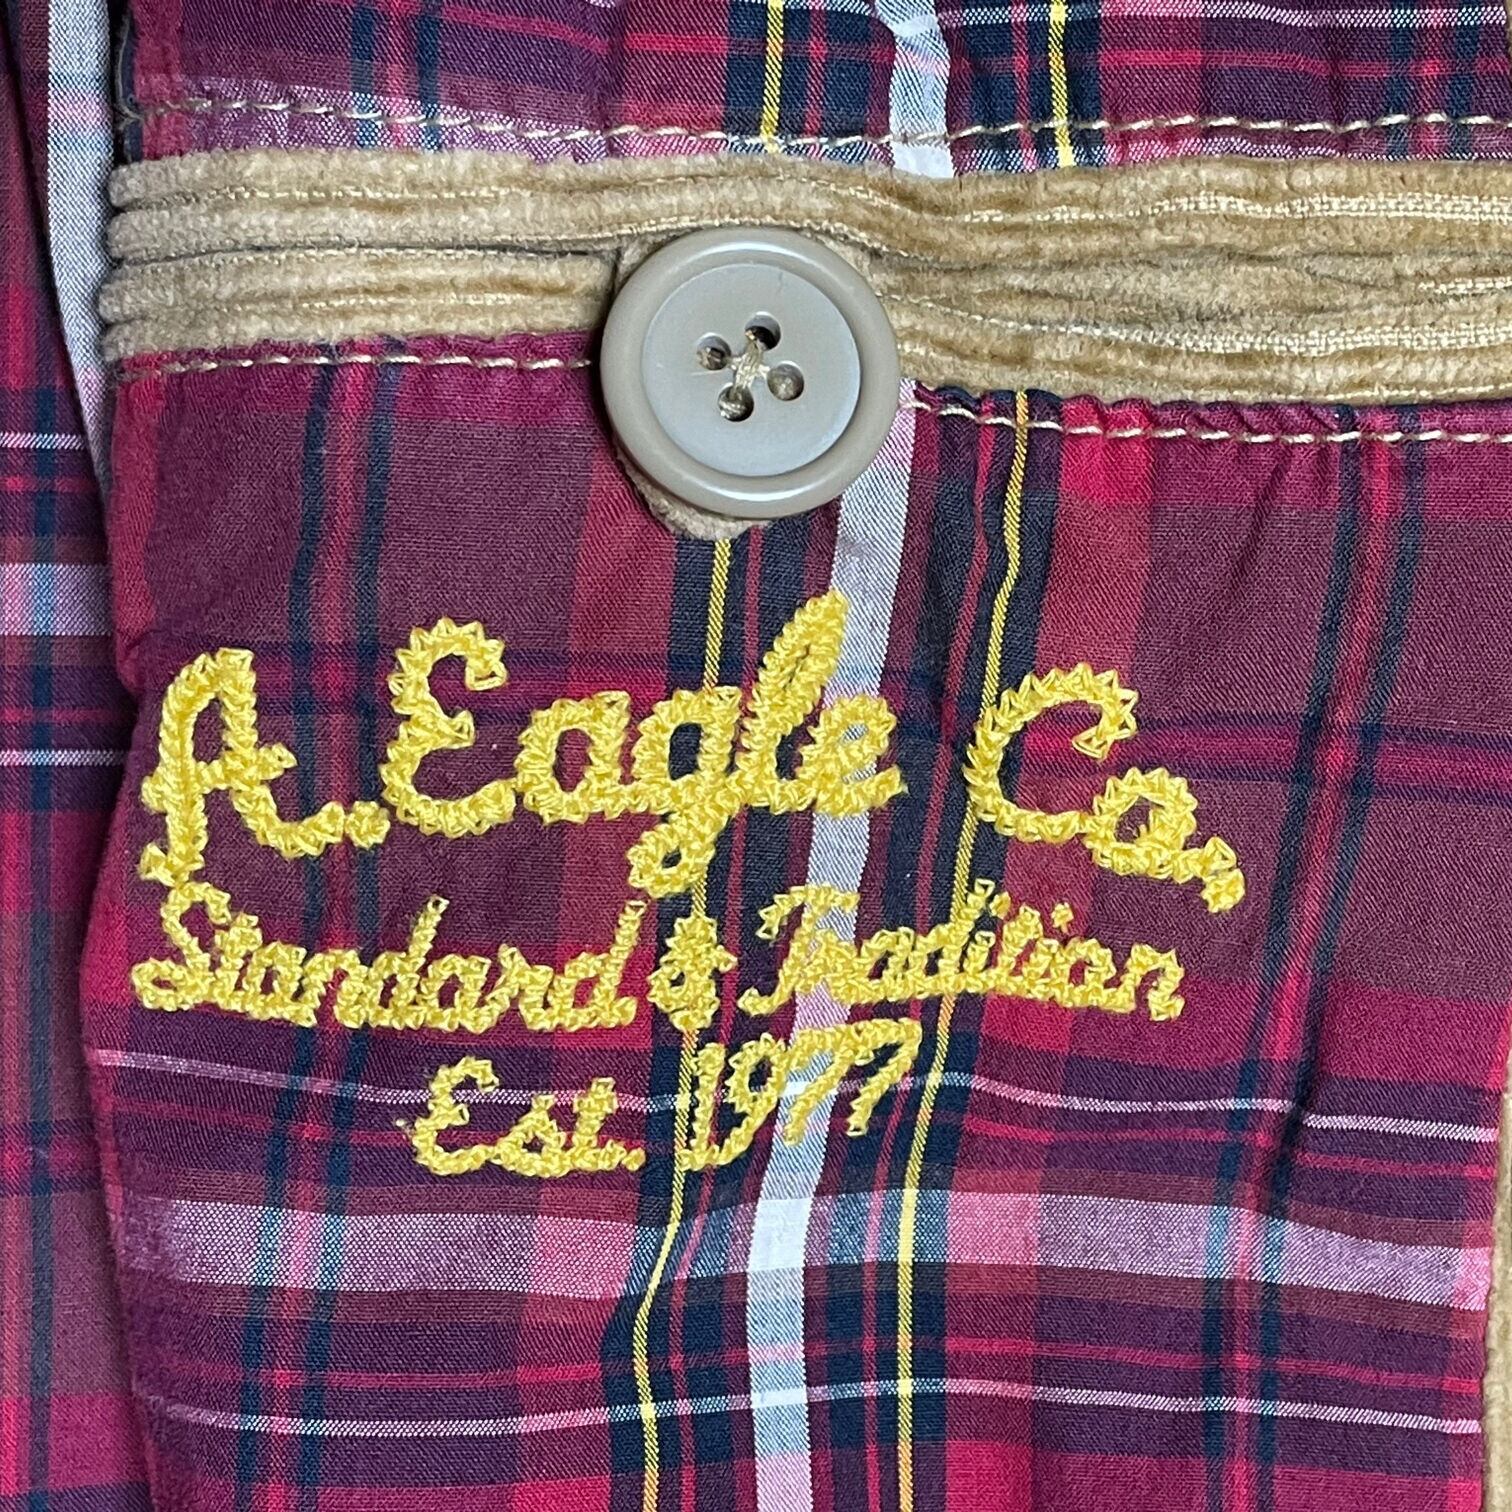 A. Eagle Co.,
Standard & Tradition
Est. 1977